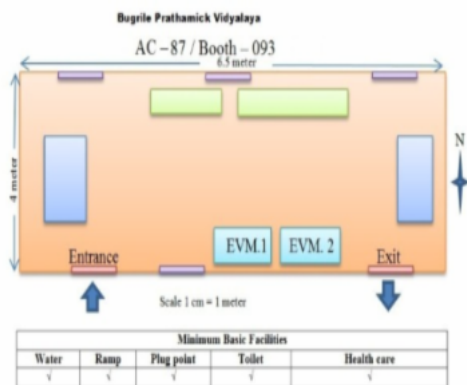 Bugrile Prathamick Vidyalaya
AC – 87 / Booth – 093
6.5 meter
4 meter
N
EVM.1 EVM. 2
Entrance Exit
Scale 1 cm = 1 meter
Minimum Basic Facilities
Water Ramp Plug point Toilet Health care
√ √ √ √ √